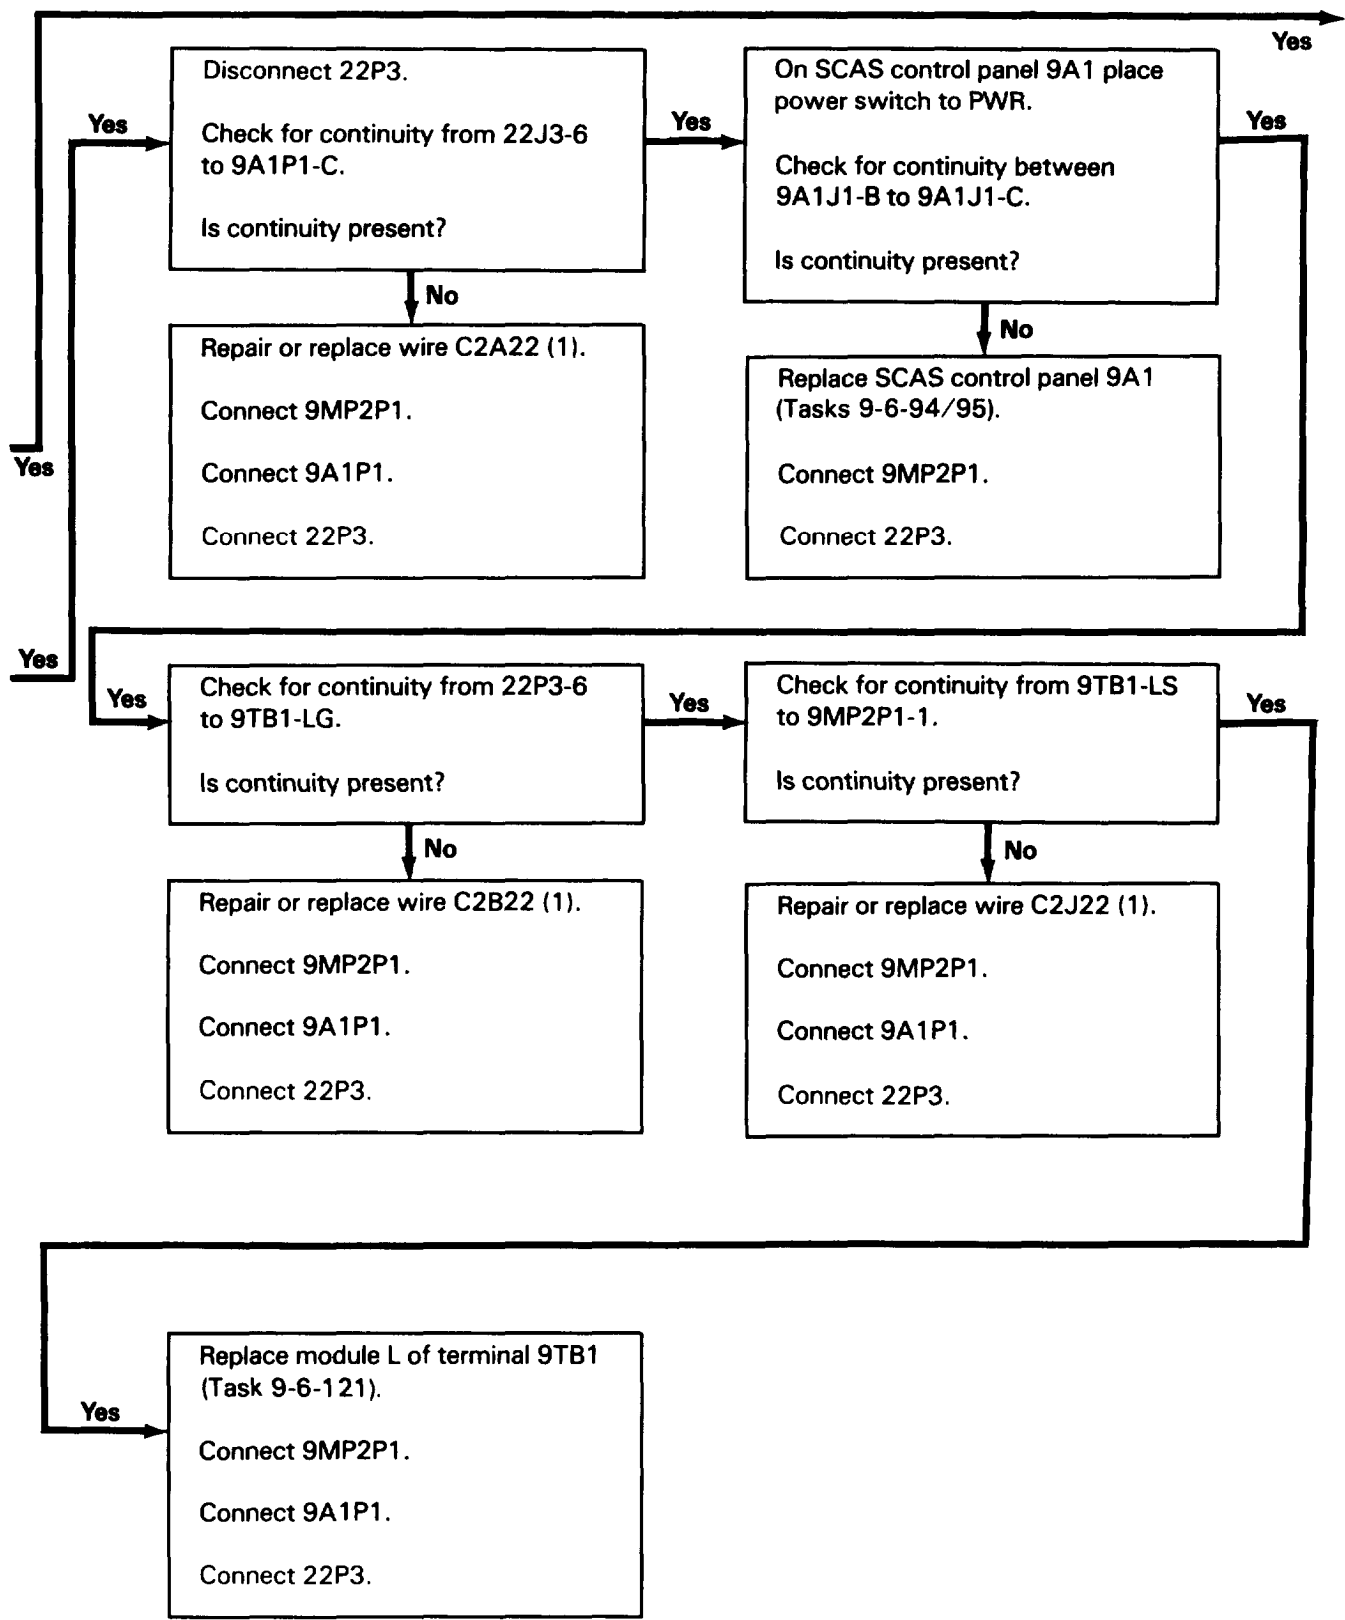 Yes
Disconnect 22P3.
Check for continuity from 22J3-6
to 9A1P1-C.
Is continuity present?
Yes
Yes
On SCAS control panel 9A1 place
power switch to PWR.
Check for continuity between
9A1J1-B to 9A1J1-C.
Is continuity present?
Yes
No
Repair or replace wire C2A22 (1).
Connect 9MP2P1.
Connect 9A1P1.
Connect 22P3.
No
Replace SCAS control panel 9A1
(Tasks 9-6-94/95).
Connect 9MP2P1.
Connect 22P3.
Yes
Yes
Yes
Check for continuity from 22P3-6
to 9TB1-LG.
Is continuity present?
Yes
Check for continuity from 9TB1-LS
to 9MP2P1-1.
Is continuity present?
Yes
No
Repair or replace wire C2B22 (1).
Connect 9MP2P1.
Connect 9A1P1.
Connect 22P3.
No
Repair or replace wire C2J22 (1).
Connect 9MP2P1.
Connect 9A1P1.
Connect 22P3.
Yes
Replace module L of terminal 9TB1
(Task 9-6-121).
Connect 9MP2P1.
Connect 9A1P1.
Connect 22P3.